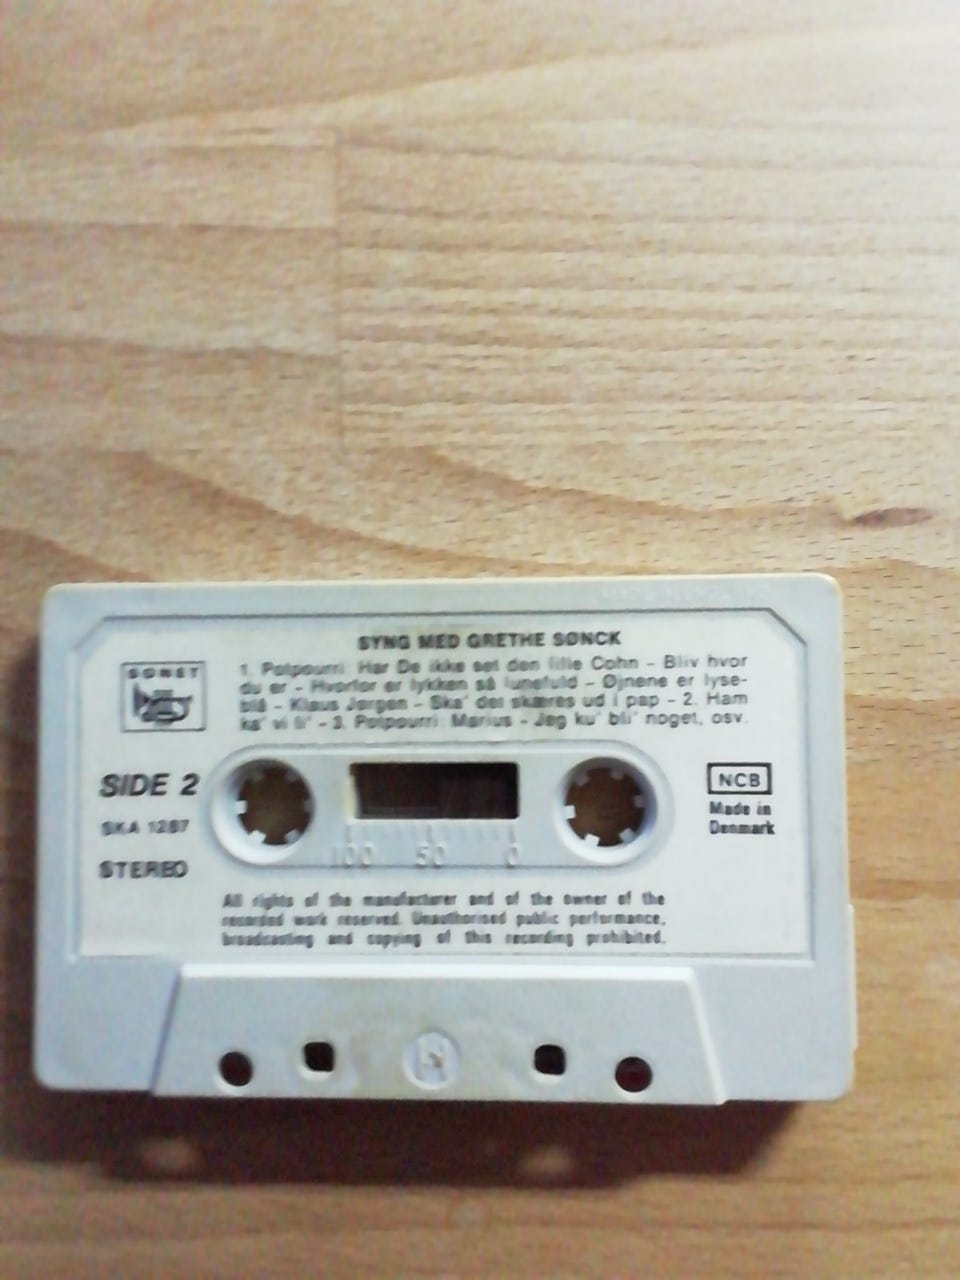 SYNG MED GRETHE SØNCK
SONET
1. Potpourri: Har De ikke set den lille Cohn – Bliv hvor
du er – Hvorfor er lykken så lunefuld – Øjnene er lyse-
blå – Klaus Jørgen – Ska' det skæres ud i pap – 2. Ham
ka' vi li' – 3. Potpourri: Marius – Jeg ku' bli' noget, osv.
SIDE 2
SKA 1287
STEREO
NCB
Made in
Denmark
100 50 0
All rights of the manufacturer and of the owner of the
recorded work reserved. Unauthorised public performance,
broadcasting and copying of this recording prohibited.